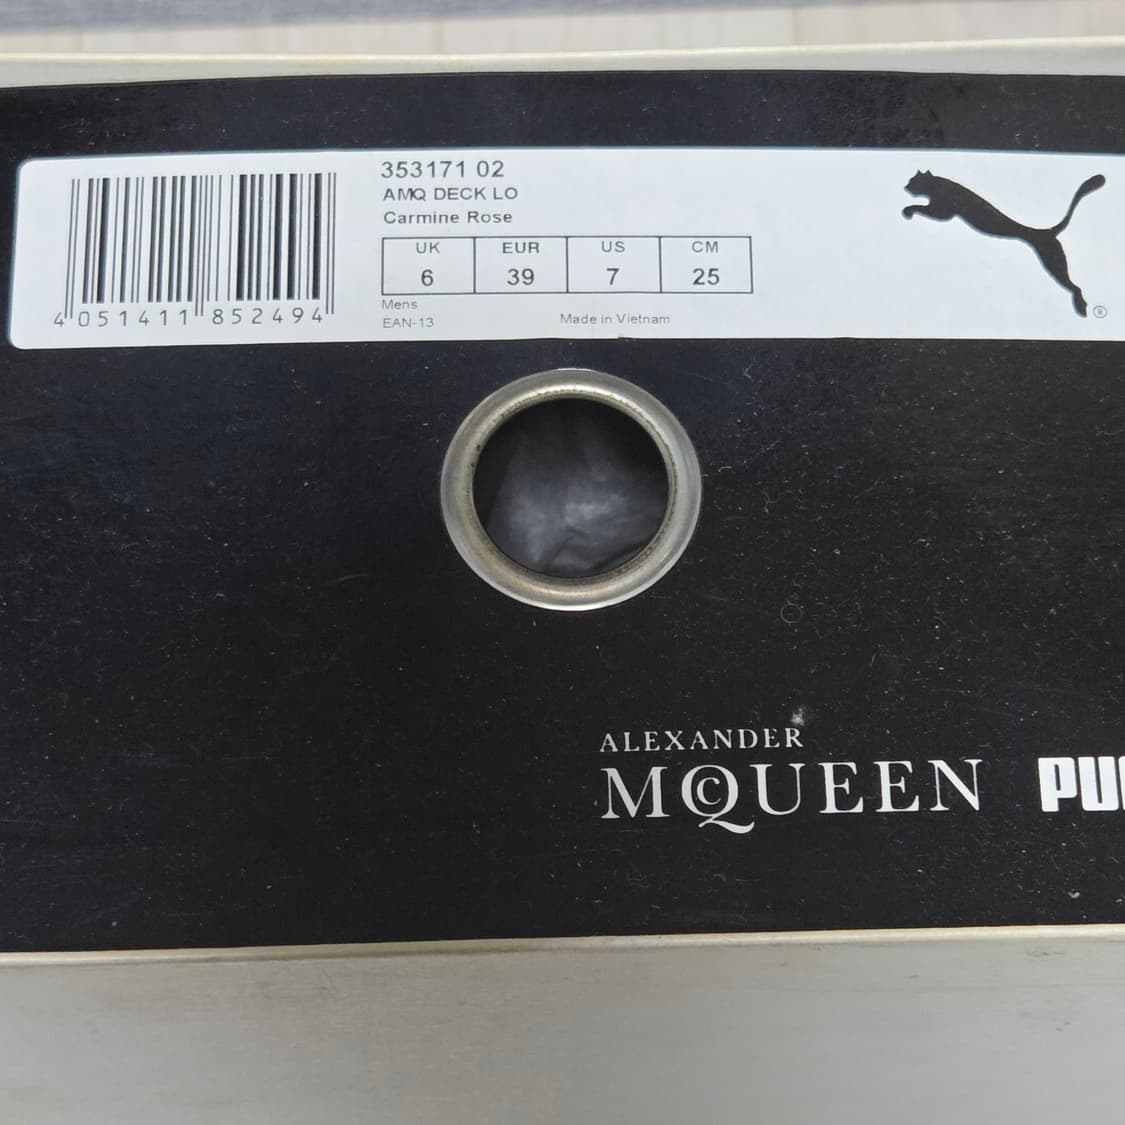 353171 02
AMQ DECK LO
Carmine Rose
UK EUR US CM
6 39 7 25
Mens
EAN-13 Made in Vietnam
4 051411 852494
®
ALEXANDER
McQUEEN
PU